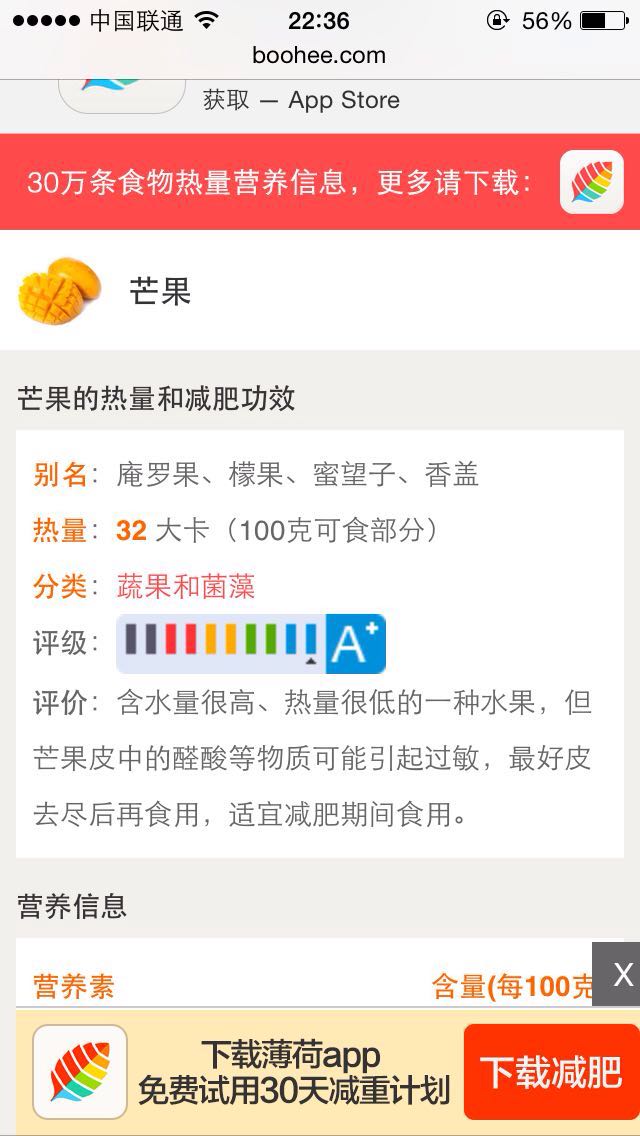 中国联通 22:36 56%
boohee.com
获取 — App Store
30万条食物热量营养信息，更多请下载：
芒果
芒果的热量和减肥功效
别名：庵罗果、檬果、蜜望子、香盖
热量：32 大卡（100克可食部分）
分类：蔬果和菌藻
评级：A+
评价：含水量很高、热量很低的一种水果，但
芒果皮中的醛酸等物质可能引起过敏，最好皮
去尽后再食用，适宜减肥期间食用。
营养信息
营养素 含量(每100克
X
下载薄荷app
免费试用30天减重计划
下载减肥